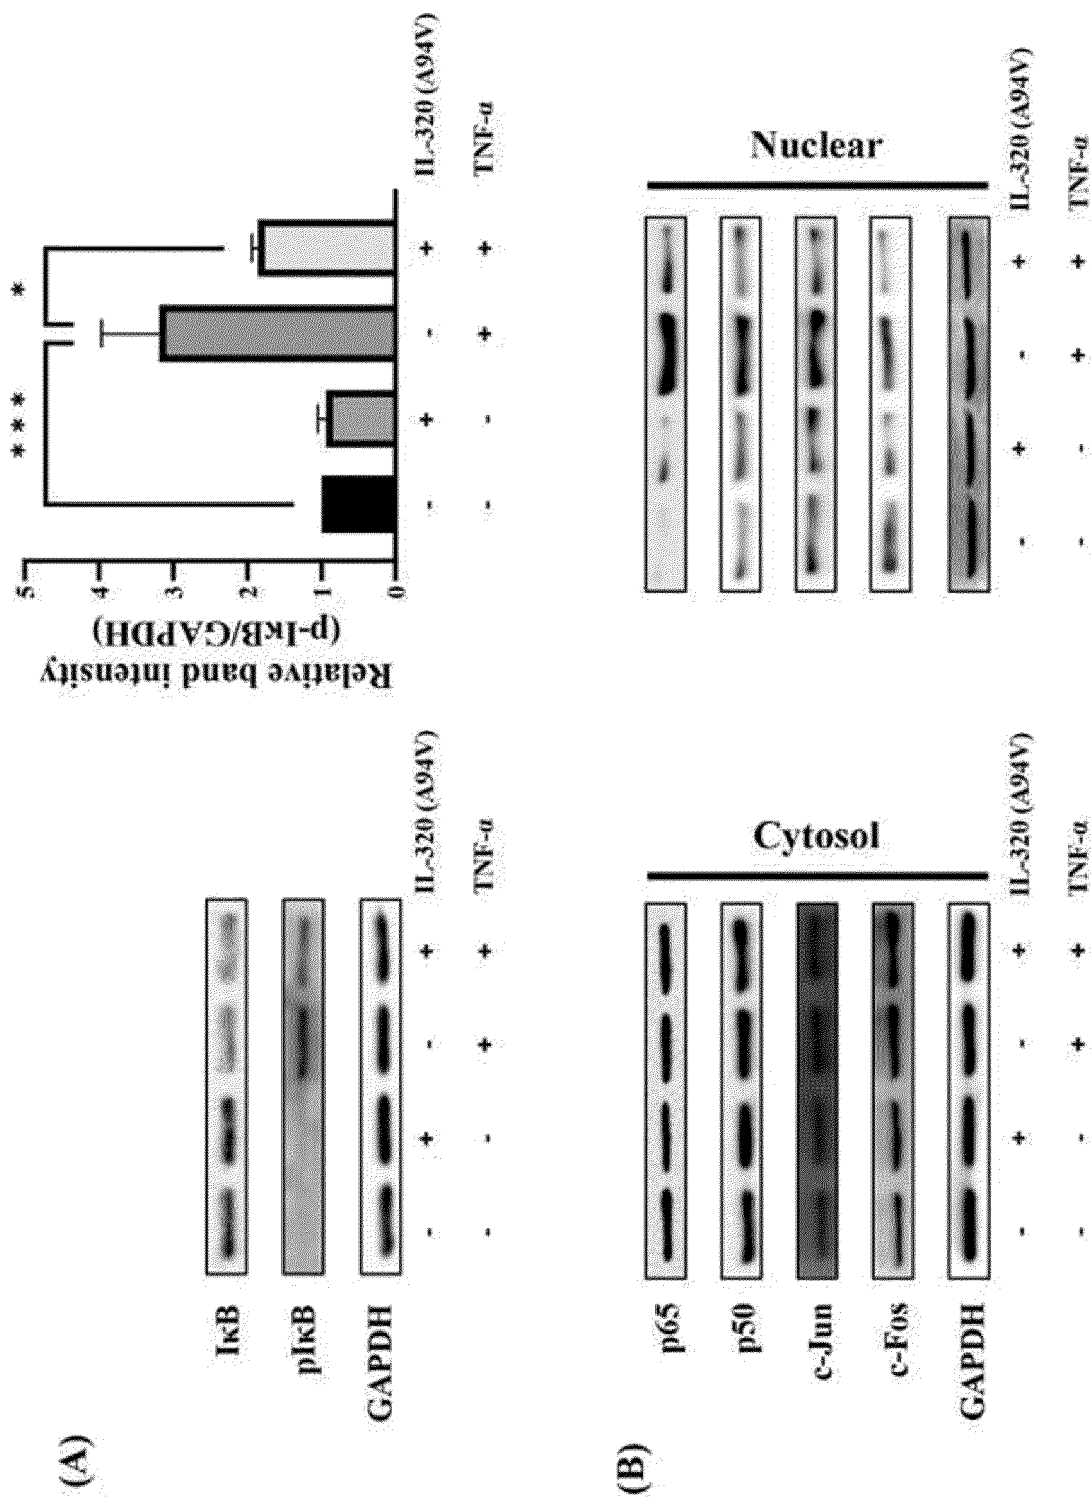 (A)
IκB
pIκB
GAPDH
- + - + IL-320 (A94V)
- - + + TNF-α
Relative band intensity
(p-IκB/GAPDH)
5
4
3
2
1
0
***
*
- + - + IL-320 (A94V)
- - + + TNF-α
(B)
p65
p50
c-Jun
c-Fos
GAPDH
Cytosol
- + - + IL-320 (A94V)
- - + + TNF-α
Nuclear
- + - + IL-320 (A94V)
- - + + TNF-α